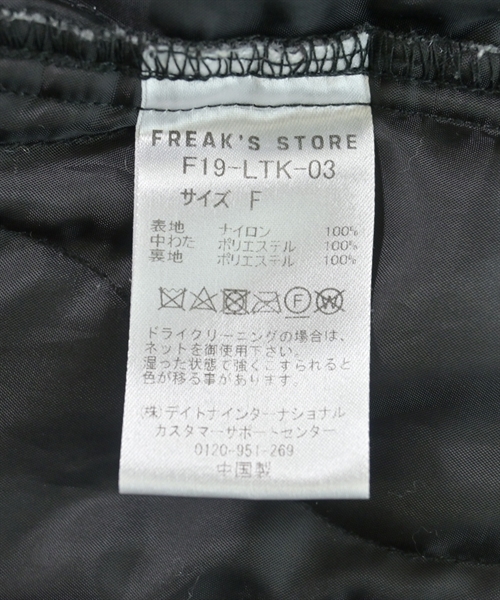 FREAK'S STORE
F19-LTK-03
サイズ F
表地 ナイロン 100%
中わた ポリエステル 100%
裏地 ポリエステル 100%
F W
ドライクリーニングの場合は、
ネットを御使用下さい。
湿った状態で強くこすられると
色が移る事があります。
(株)デイトナインターナショナル
カスタマーサポートセンター
0120-951-269
中国製